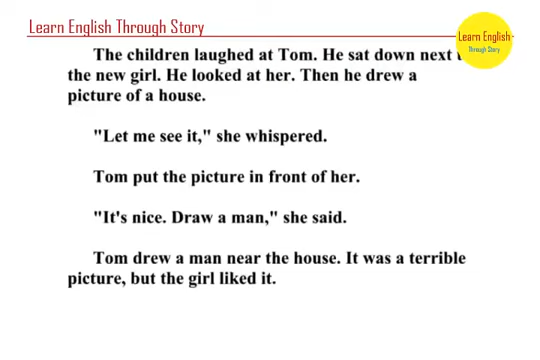 Learn English Through Story
Learn English
Through Story
The children laughed at Tom. He sat down next
the new girl. He looked at her. Then he drew a
picture of a house.
"Let me see it," she whispered.
Tom put the picture in front of her.
"It's nice. Draw a man," she said.
Tom drew a man near the house. It was a terrible
picture, but the girl liked it.